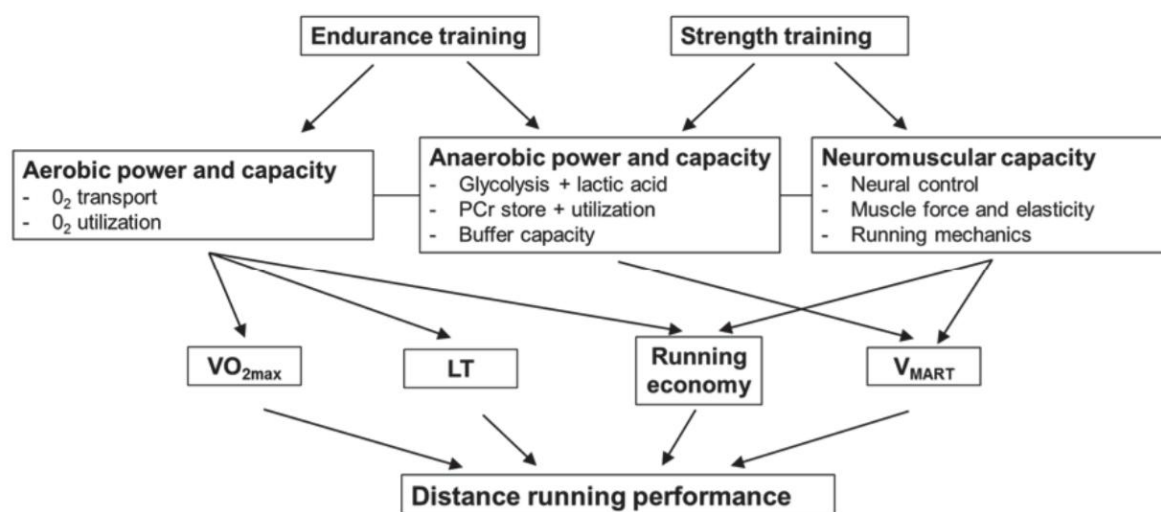 Endurance training
Strength training
Aerobic power and capacity
- 0₂ transport
- 0₂ utilization
Anaerobic power and capacity
- Glycolysis + lactic acid
- PCr store + utilization
- Buffer capacity
Neuromuscular capacity
- Neural control
- Muscle force and elasticity
- Running mechanics
VO₂max
LT
Running
economy
V_MART
Distance running performance